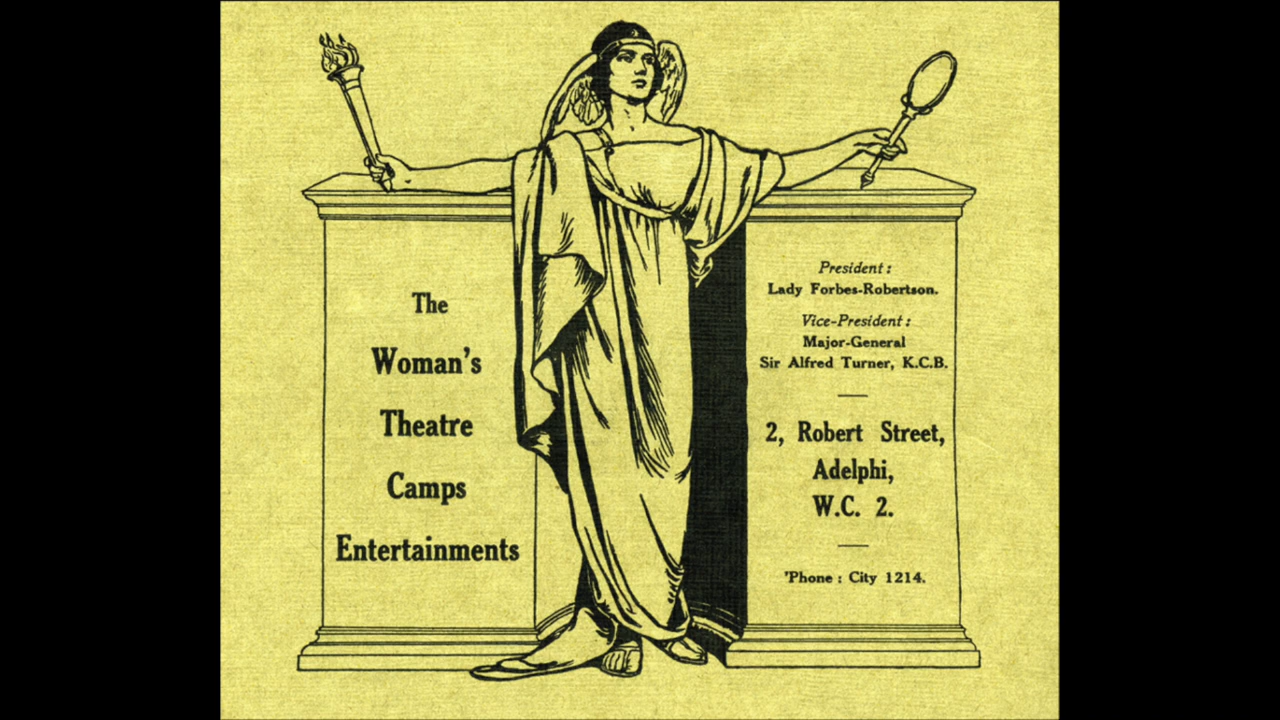 The
Woman's
Theatre
Camps
Entertainments
President:
Lady Forbes-Robertson.
Vice-President:
Major-General
Sir Alfred Turner, K.C.B.
2, Robert Street,
Adelphi,
W.C. 2.
'Phone: City 1214.